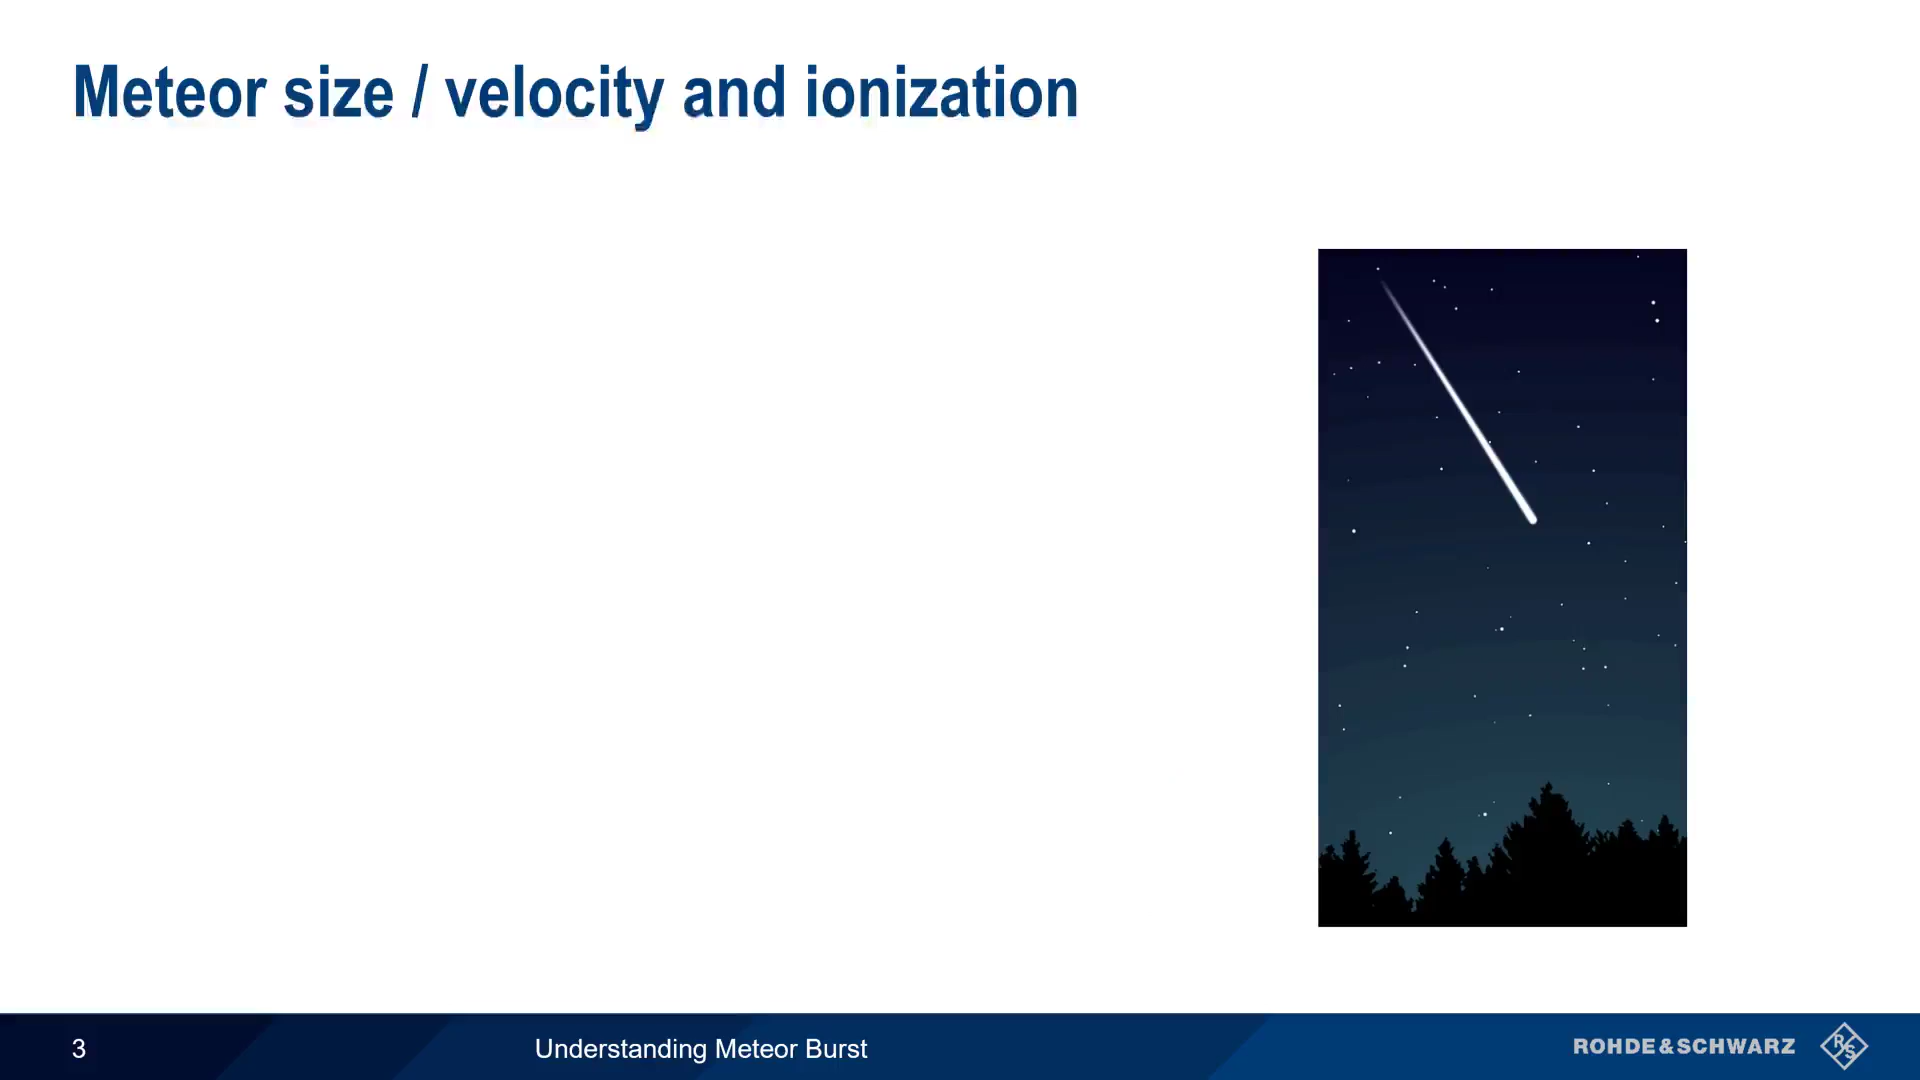 Meteor size / velocity and ionization
3
Understanding Meteor Burst
ROHDE&SCHWARZ
R
S